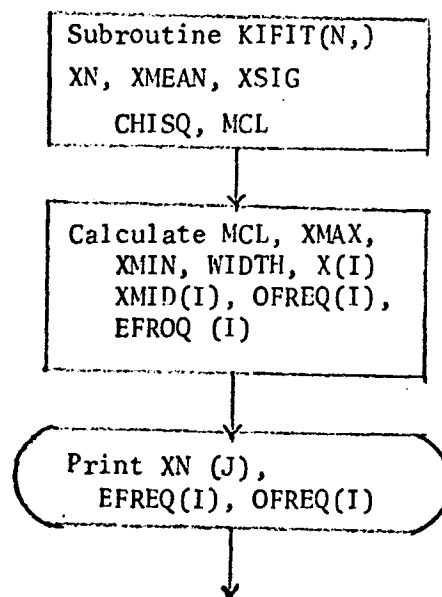 Subroutine KIFIT(N,)
XN, XMEAN, XSIG
CHISQ, MCL
Calculate MCL, XMAX,
XMIN, WIDTH, X(I)
XMID(I), OFREQ(I),
EFROQ (I)
Print XN (J),
EFREQ(I), OFREQ(I)